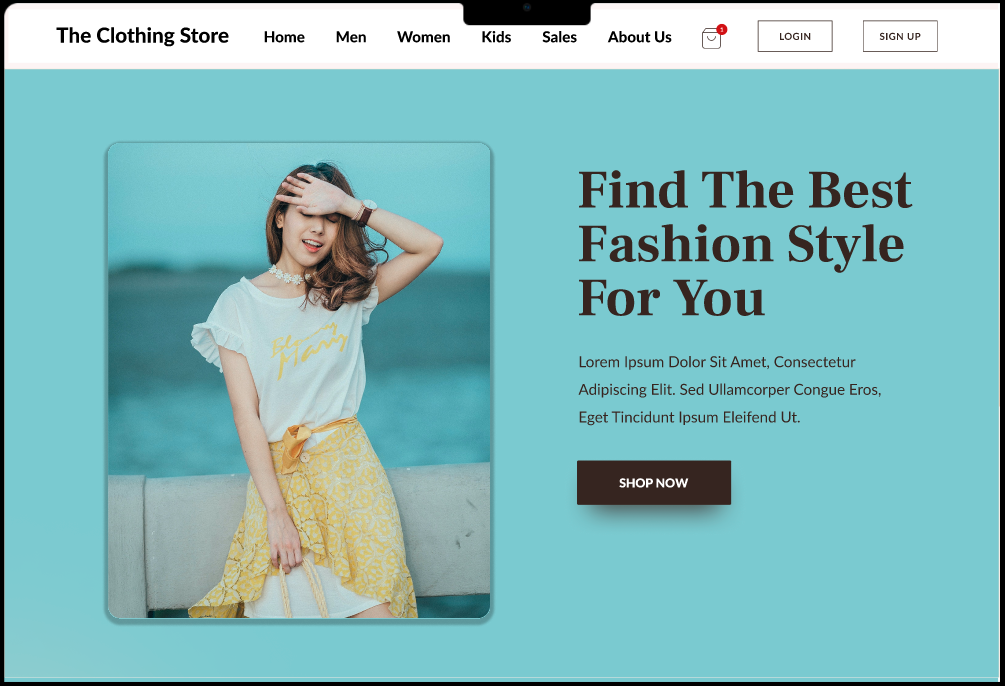 The Clothing Store
Home
Men
Women
Kids
Sales
About Us
LOGIN
SIGN UP
Find The Best
Fashion Style
For You
Lorem Ipsum Dolor Sit Amet, Consectetur
Adipiscing Elit. Sed Ullamcorper Congue Eros,
Eget Tincidunt Ipsum Eleifend Ut.
SHOP NOW